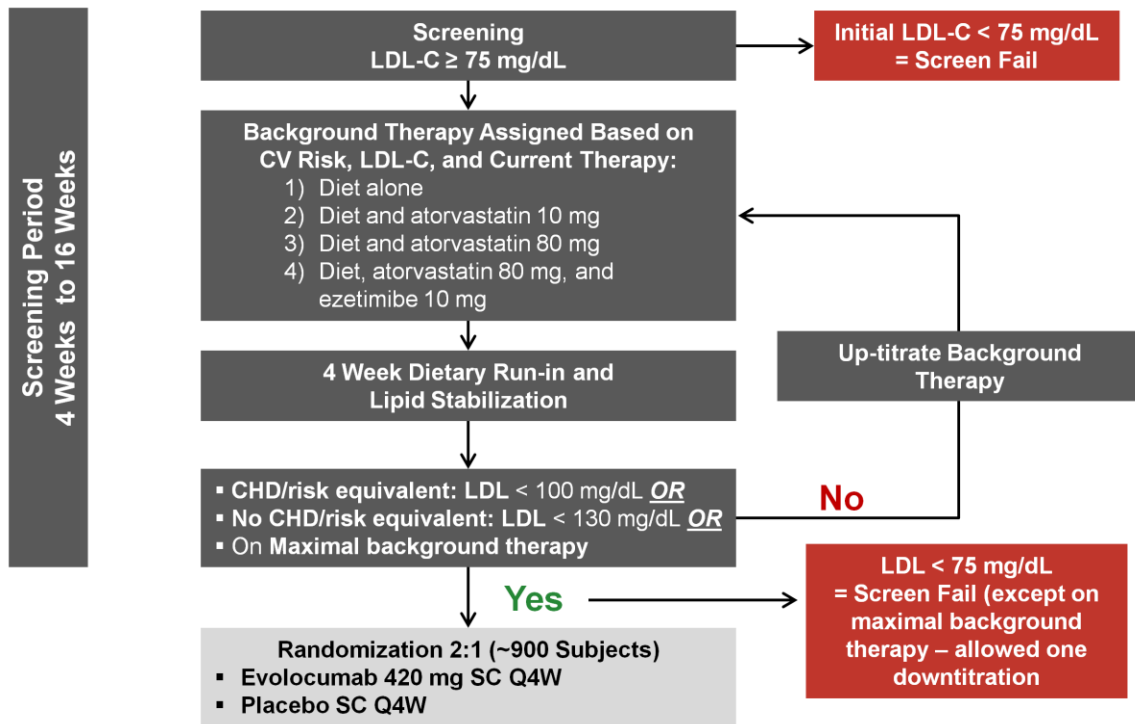 Screening Period
4 Weeks to 16 Weeks
Screening
LDL-C ≥ 75 mg/dL
Initial LDL-C < 75 mg/dL
= Screen Fail
Background Therapy Assigned Based on
CV Risk, LDL-C, and Current Therapy:
1) Diet alone
2) Diet and atorvastatin 10 mg
3) Diet and atorvastatin 80 mg
4) Diet, atorvastatin 80 mg, and
ezetimibe 10 mg
Up-titrate Background
Therapy
4 Week Dietary Run-in and
Lipid Stabilization
▪ CHD/risk equivalent: LDL < 100 mg/dL OR
▪ No CHD/risk equivalent: LDL < 130 mg/dL OR
▪ On Maximal background therapy
No
Yes
LDL < 75 mg/dL
= Screen Fail (except on
maximal background
therapy – allowed one
downtitration
Randomization 2:1 (~900 Subjects)
▪ Evolocumab 420 mg SC Q4W
▪ Placebo SC Q4W